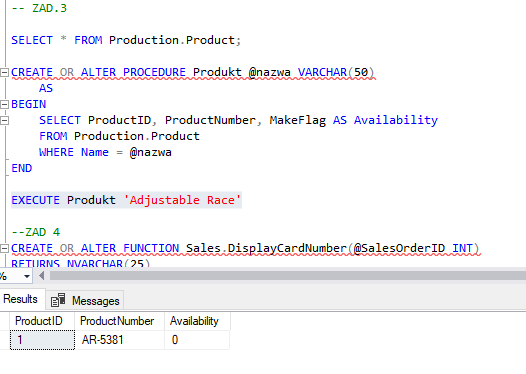 -- ZAD.3
SELECT * FROM Production.Product;
CREATE OR ALTER PROCEDURE Produkt @nazwa VARCHAR(50)
AS
BEGIN
SELECT ProductID, ProductNumber, MakeFlag AS Availability
FROM Production.Product
WHERE Name = @nazwa
END
EXECUTE Produkt 'Adjustable Race'
--ZAD 4
CREATE OR ALTER FUNCTION Sales.DisplayCardNumber(@SalesOrderID INT)
RETURNS NVARCHAR(25)
%
Results Messages
ProductID ProductNumber Availability
1 AR-5381 0